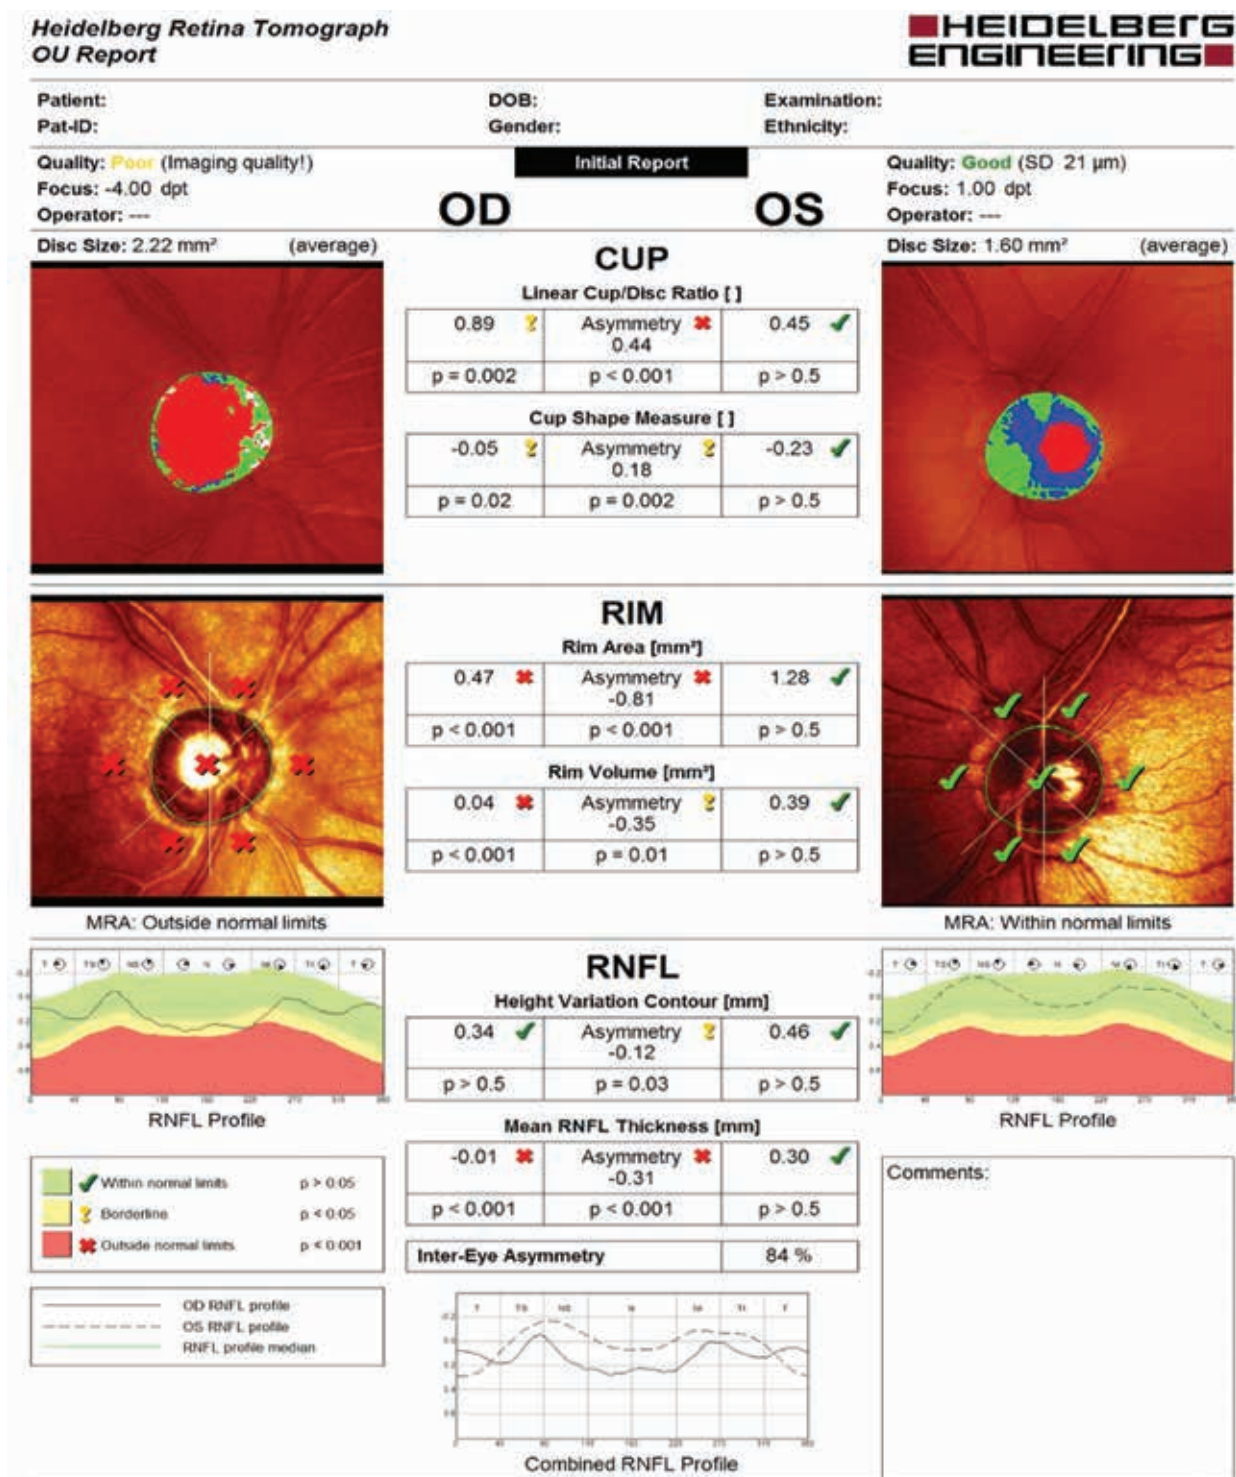 Heidelberg Retina Tomograph
OU Report
HEIDELBERG
ENGINEERING
Patient:
DOB:
Examination:
Pat-ID:
Gender:
Ethnicity:
Quality: Poor (Imaging quality!)
Focus: -4.00 dpt
Operator: ---
Initial Report
OD
OS
Quality: Good (SD 21 µm)
Focus: 1.00 dpt
Operator: ---
Disc Size: 2.22 mm² (average)
Disc Size: 1.60 mm² (average)
CUP
Linear Cup/Disc Ratio [ ]
0.89 Asymmetry 0.45
0.44
p = 0.002 p < 0.001 p > 0.5
Cup Shape Measure [ ]
-0.05 Asymmetry -0.23
0.18
p = 0.02 p = 0.002 p > 0.5
RIM
Rim Area [mm²]
0.47 Asymmetry 1.28
-0.81
p < 0.001 p < 0.001 p > 0.5
Rim Volume [mm³]
0.04 Asymmetry 0.39
-0.35
p < 0.001 p = 0.01 p > 0.5
MRA: Outside normal limits
MRA: Within normal limits
RNFL
Height Variation Contour [mm]
0.34 Asymmetry 0.46
-0.12
p > 0.5 p = 0.03 p > 0.5
RNFL Profile
RNFL Profile
Mean RNFL Thickness [mm]
-0.01 Asymmetry 0.30
-0.31
p < 0.001 p < 0.001 p > 0.5
Inter-Eye Asymmetry 84 %
Within normal limits p > 0.05
Borderline p < 0.05
Outside normal limits p < 0.001
OD RNFL profile
OS RNFL profile
RNFL profile median
Comments:
Combined RNFL Profile